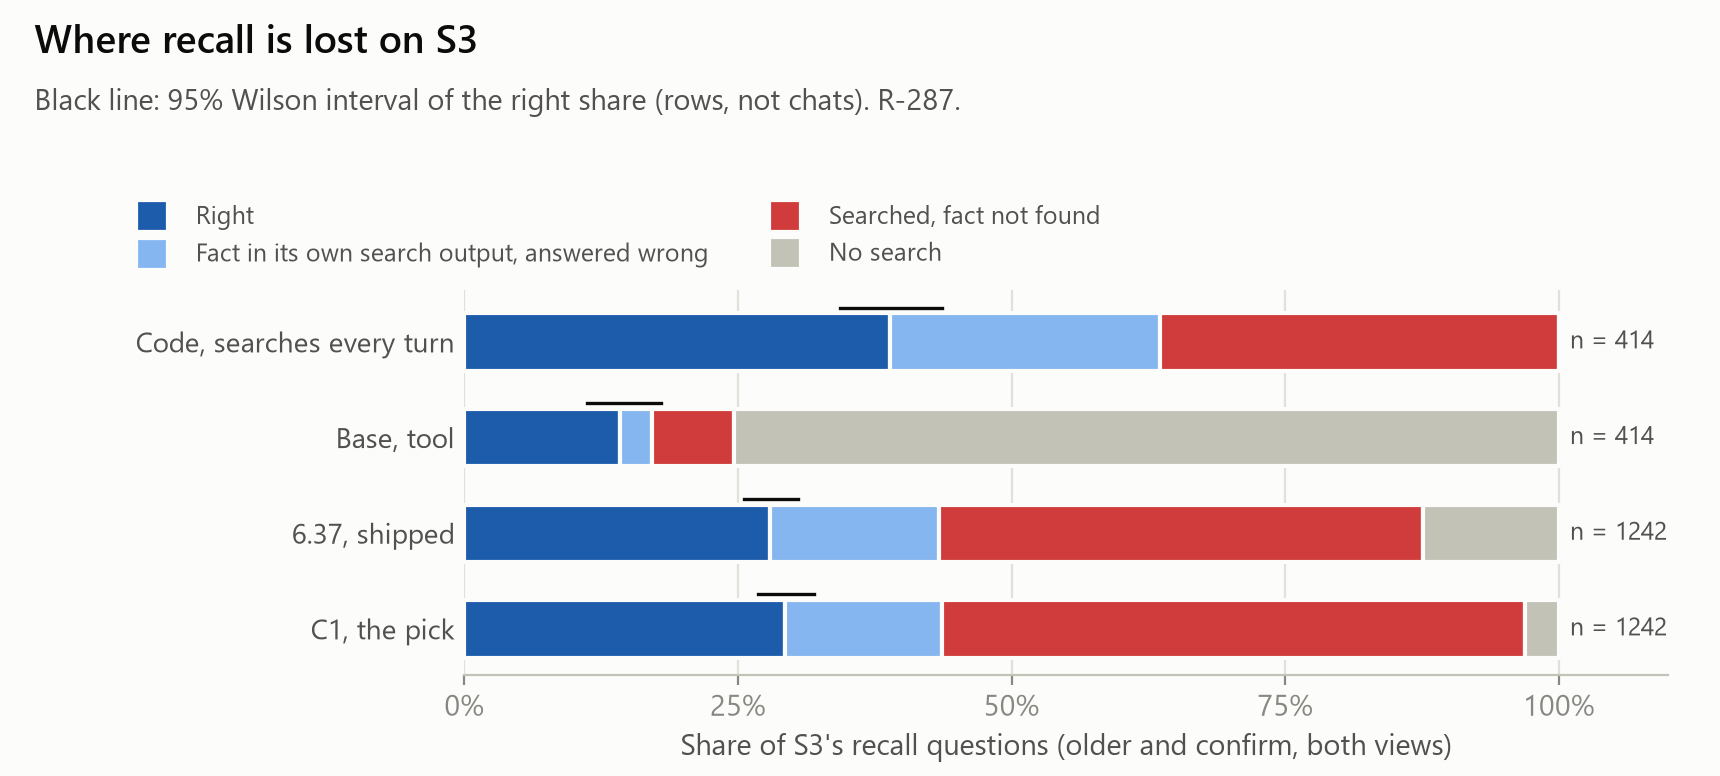 Where recall is lost on S3
Black line: 95% Wilson interval of the right share (rows, not chats). R-287.
Right
Fact in its own search output, answered wrong
Searched, fact not found
No search
Code, searches every turn
n = 414
Base, tool
n = 414
6.37, shipped
n = 1242
C1, the pick
n = 1242
0%
25%
50%
75%
100%
Share of S3's recall questions (older and confirm, both views)